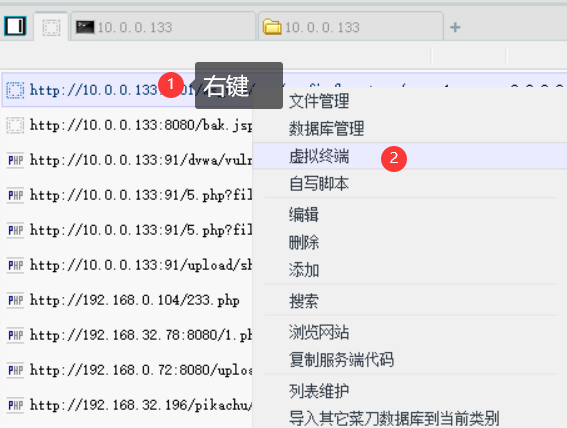 10.0.0.133
10.0.0.133
http://10.0.0.133
1
右键
http://10.0.0.133:8080/bak.jsp
http://10.0.0.133:91/dvwa/vuln
http://10.0.0.133:91/5.php?fil
http://10.0.0.133:91/5.php?fil
http://10.0.0.133:91/upload/sh
http://192.168.0.104/233.php
http://192.168.32.78:8080/1.ph
http://192.168.0.72:8080/uploa
http://192.168.32.196/pikachu/
PHP
PHP
PHP
PHP
PHP
PHP
PHP
PHP
文件管理
数据库管理
虚拟终端
2
自写脚本
编辑
删除
添加
搜索
浏览网站
复制服务端代码
列表维护
导入其它菜刀数据库到当前类别